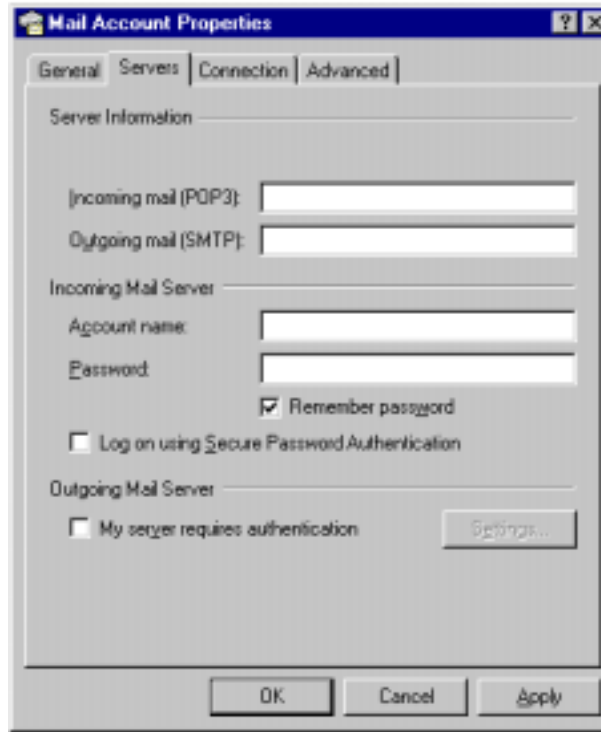 Mail Account Properties
General Servers Connection Advanced
Server Information
Incoming mail (POP3):
Outgoing mail (SMTP):
Incoming Mail Server
Account name:
Password:
Remember password
Log on using Secure Password Authentication
Outgoing Mail Server
My server requires authentication Settings...
OK Cancel Apply